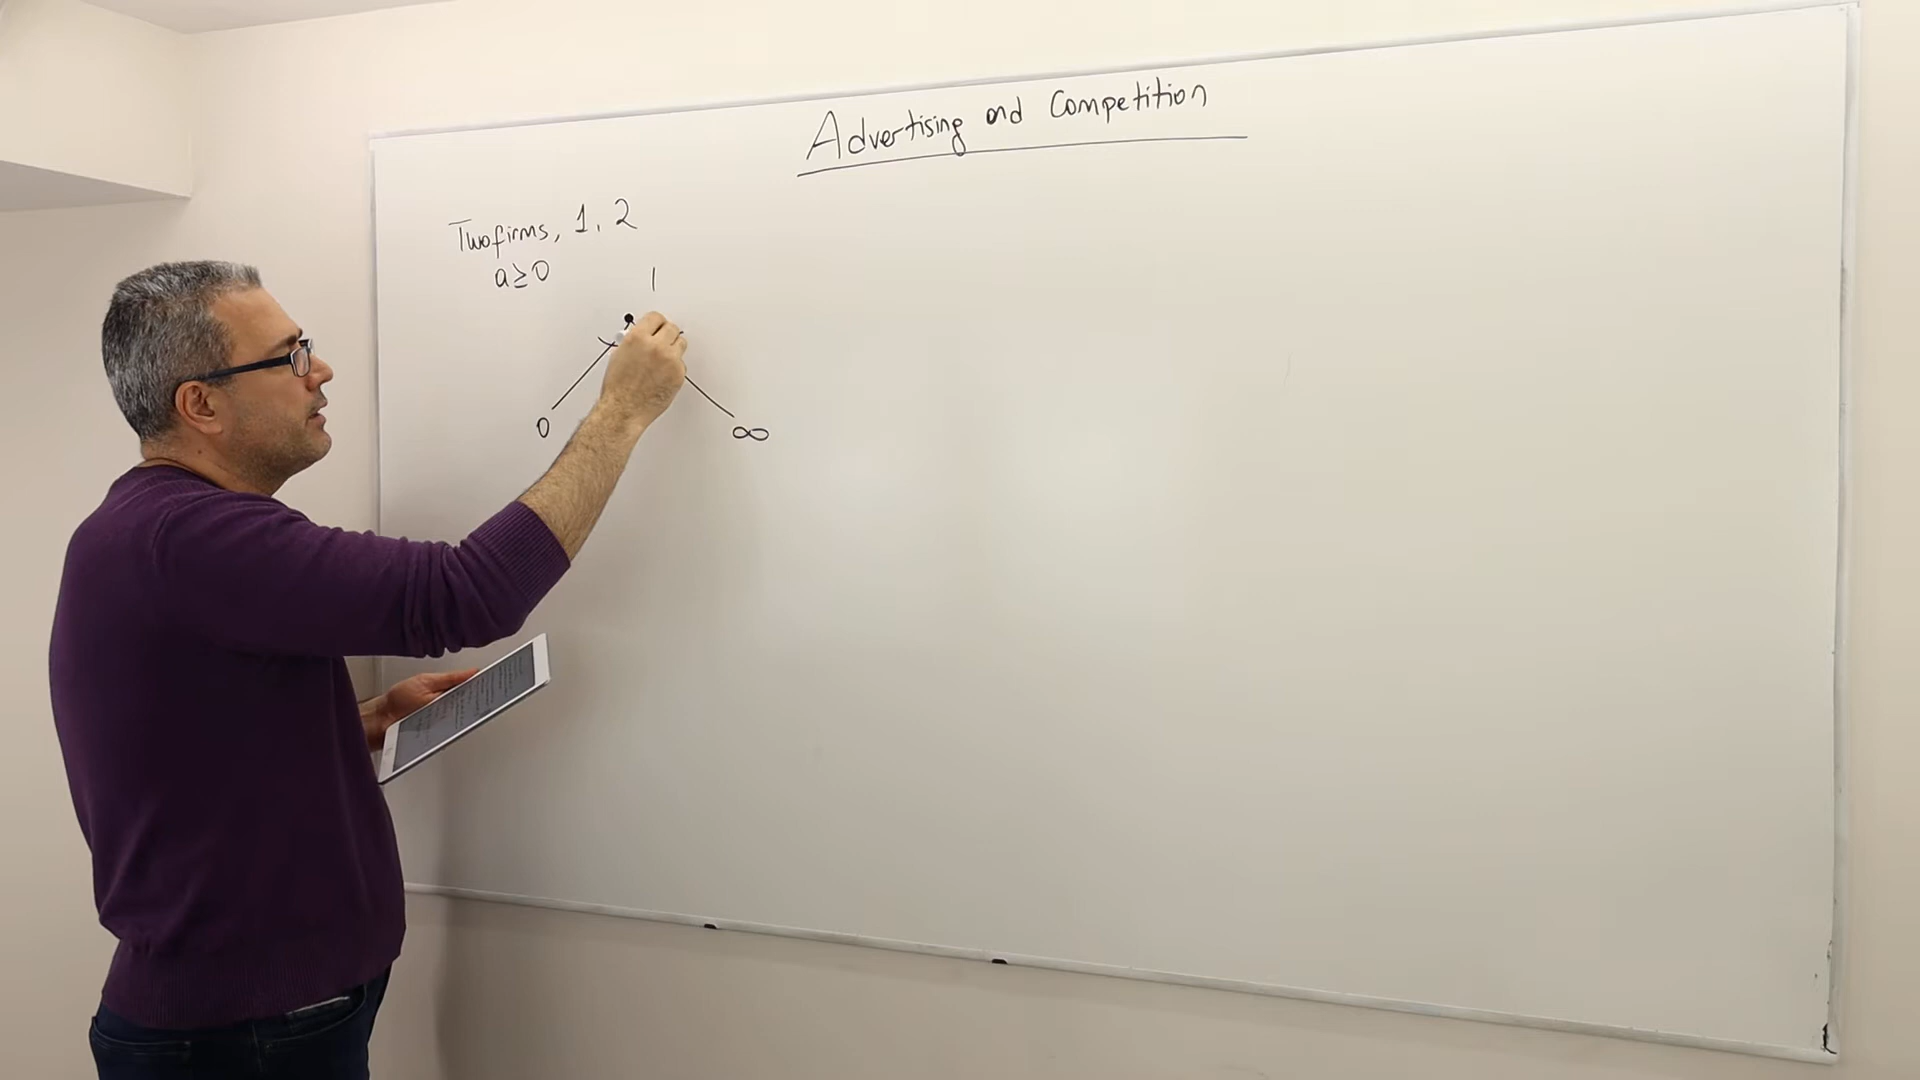 Advertising and Competition
Two firms, 1, 2
a≥0
1
0
∞